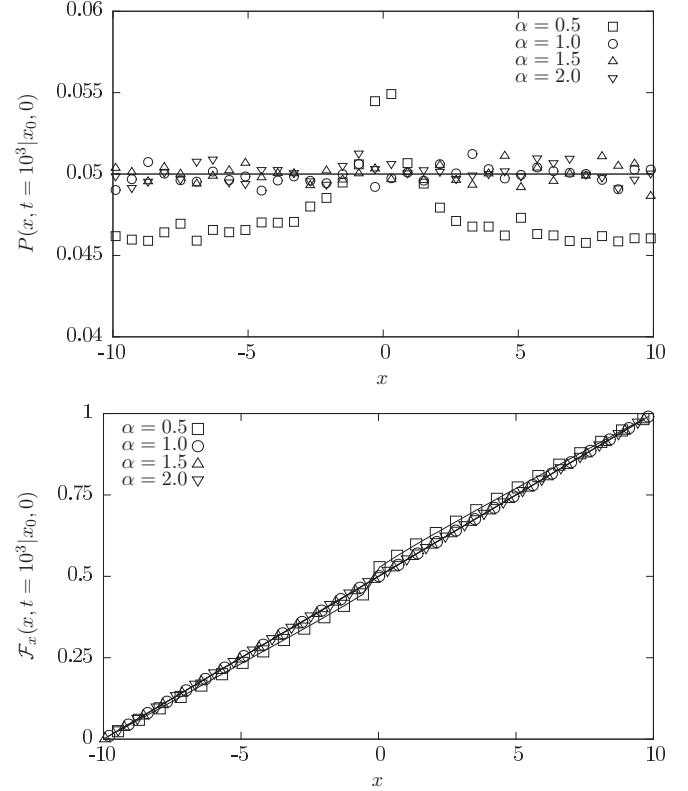 0.06
0.055
0.05
0.045
0.04
P(x, t = 10³|x₀, 0)
α = 0.5
α = 1.0
α = 1.5
α = 2.0
-10 -5 0 5 10
x
1
0.75
0.5
0.25
0
ℱₓ(x, t = 10³|x₀, 0)
α = 0.5
α = 1.0
α = 1.5
α = 2.0
-10 -5 0 5 10
x